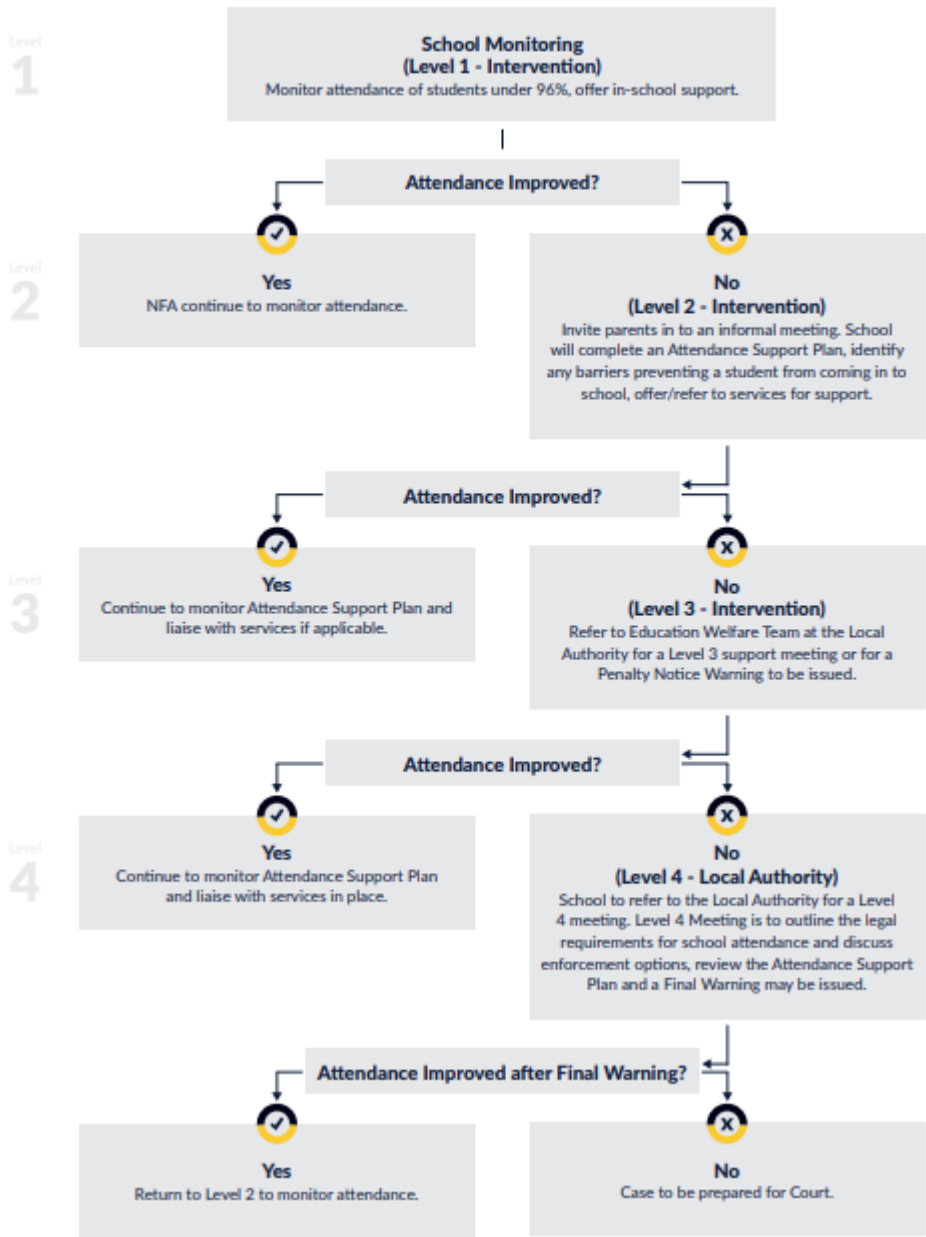 Level
1
School Monitoring
(Level 1 - Intervention)
Monitor attendance of students under 96%, offer in-school support.
Attendance Improved?
Level
2
Yes
NFA continue to monitor attendance.
No
(Level 2 - Intervention)
Invite parents in to an informal meeting. School
will complete an Attendance Support Plan, identify
any barriers preventing a student from coming in to
school, offer/refer to services for support.
Attendance Improved?
Level
3
Yes
Continue to monitor Attendance Support Plan and
liaise with services if applicable.
No
(Level 3 - Intervention)
Refer to Education Welfare Team at the Local
Authority for a Level 3 support meeting or for a
Penalty Notice Warning to be issued.
Attendance Improved?
Level
4
Yes
Continue to monitor Attendance Support Plan
and liaise with services in place.
No
(Level 4 - Local Authority)
School to refer to the Local Authority for a Level
4 meeting. Level 4 Meeting is to outline the legal
requirements for school attendance and discuss
enforcement options, review the Attendance Support
Plan and a Final Warning may be issued.
Attendance Improved after Final Warning?
Yes
Return to Level 2 to monitor attendance.
No
Case to be prepared for Court.